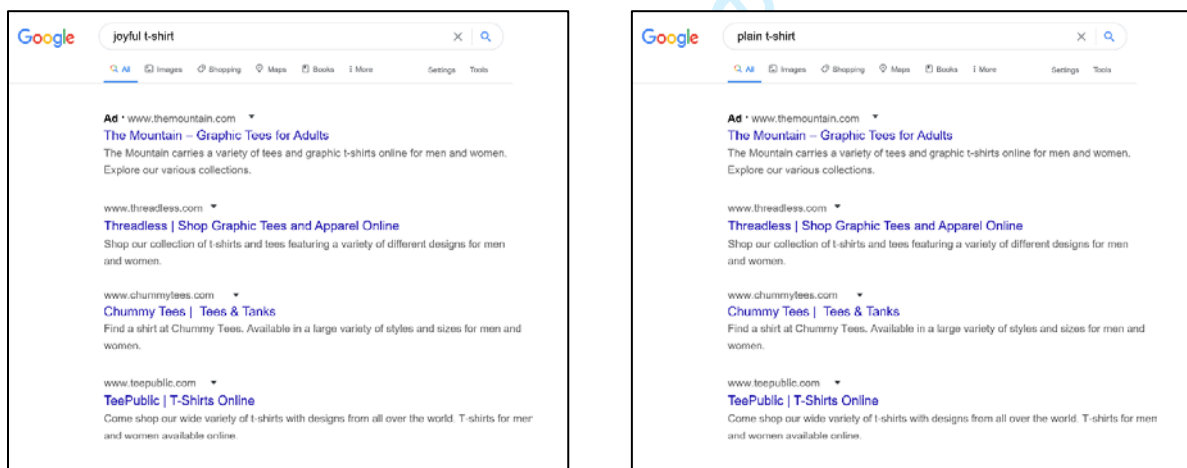 Google
joyful t-shirt
All Images Shopping Maps Books More Settings Tools
Ad · www.themountain.com
The Mountain – Graphic Tees for Adults
The Mountain carries a variety of tees and graphic t-shirts online for men and women.
Explore our various collections.
www.threadless.com
Threadless | Shop Graphic Tees and Apparel Online
Shop our collection of t-shirts and tees featuring a variety of different designs for men
and women.
www.chummytees.com
Chummy Tees | Tees & Tanks
Find a shirt at Chummy Tees. Available in a large variety of styles and sizes for men and
women.
www.teepublic.com
TeePublic | T-Shirts Online
Come shop our wide variety of t-shirts with designs from all over the world. T-shirts for men
and women available online.
Google
plain t-shirt
All Images Shopping Maps Books More Settings Tools
Ad · www.themountain.com
The Mountain – Graphic Tees for Adults
The Mountain carries a variety of tees and graphic t-shirts online for men and women.
Explore our various collections.
www.threadless.com
Threadless | Shop Graphic Tees and Apparel Online
Shop our collection of t-shirts and tees featuring a variety of different designs for men
and women.
www.chummytees.com
Chummy Tees | Tees & Tanks
Find a shirt at Chummy Tees. Available in a large variety of styles and sizes for men and
women.
www.teepublic.com
TeePublic | T-Shirts Online
Come shop our wide variety of t-shirts with designs from all over the world. T-shirts for men
and women available online.